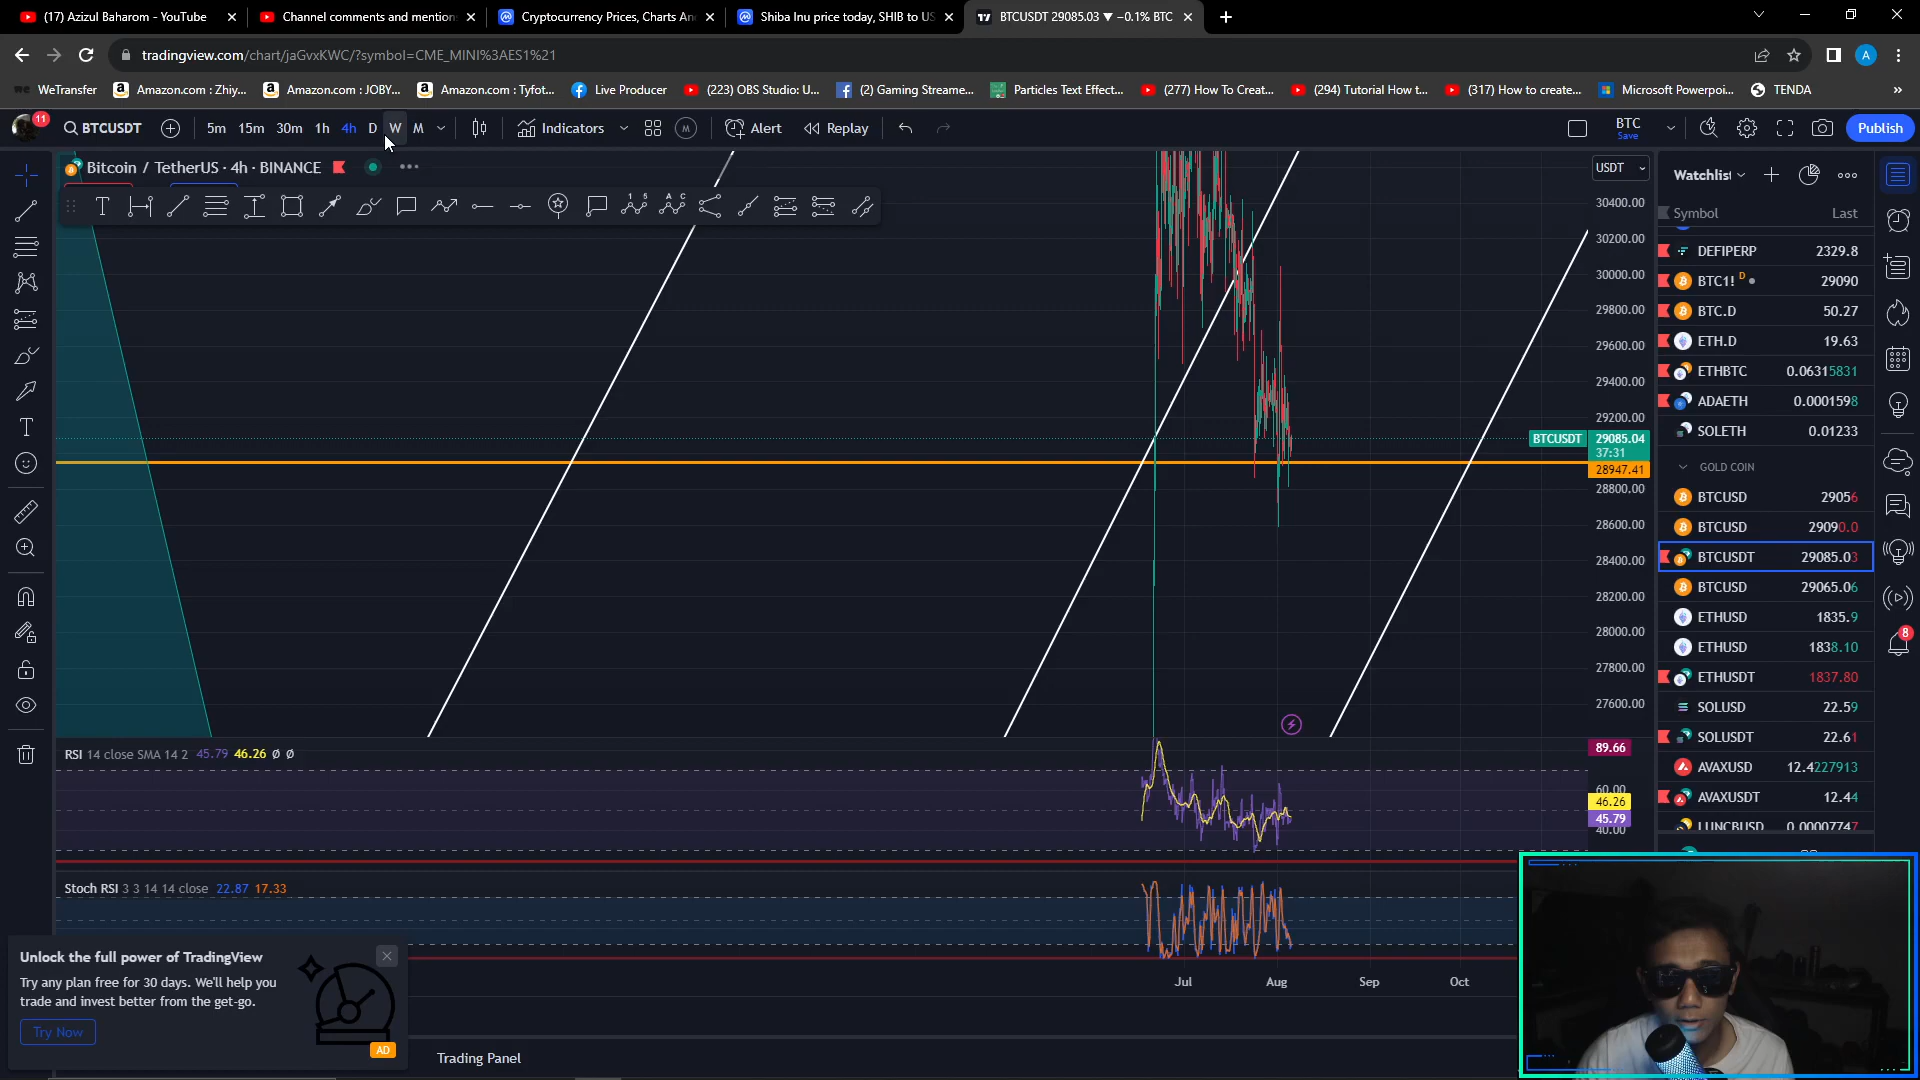 (17) Azizul Baharom - YouTube
Channel comments and mention
Cryptocurrency Prices, Charts An
Shiba Inu price today, SHIB to US
BTCUSDT 29085.03 ▼ −0.1% BTC
tradingview.com/chart/jaGvxKWC/?symbol=CME_MINI%3AES1%21
A
WeTransfer
Amazon.com : Zhiy...
Amazon.com : JOBY...
Amazon.com : Tyfot...
Live Producer
(223) OBS Studio: U...
(2) Gaming Streame...
Particles Text Effect...
(277) How To Create...
(294) Tutorial How t...
(317) How to create...
Microsoft Powerpoi...
TENDA
»
11
BTCUSDT
5m 15m 30m 1h 4h D W M
Indicators
M
Alert
Replay
BTC
Save
Publish
Bitcoin / TetherUS · 4h · BINANCE
USDT
30400.00
30200.00
30000.00
29800.00
29600.00
29400.00
29200.00
BTCUSDT 29085.04
37:31
28947.41
28800.00
28600.00
28400.00
28200.00
28000.00
27800.00
27600.00
Watchlist
Symbol Last
DEFIPERP 2329.8
BTC1! D 29090
BTC.D 50.27
ETH.D 19.63
ETHBTC 0.06315831
ADAETH 0.0001598
SOLETH 0.01233
GOLD COIN
BTCUSD 29056
BTCUSD 29090.0
BTCUSDT 29085.03
BTCUSD 29065.06
ETHUSD 1835.9
ETHUSD 1838.10
ETHUSDT 1837.80
SOLUSD 22.59
SOLUSDT 22.61
AVAXUSD 12.4227913
AVAXUSDT 12.44
LUNCBUSD 0.00007747
8
RSI 14 close SMA 14 2 45.79 46.26 Ø Ø
89.66
60.00
46.26
45.79
40.00
Stoch RSI 3 3 14 14 close 22.87 17.33
Jul Aug Sep Oct
Unlock the full power of TradingView
Try any plan free for 30 days. We'll help you
trade and invest better from the get-go.
Try Now
AD
Trading Panel